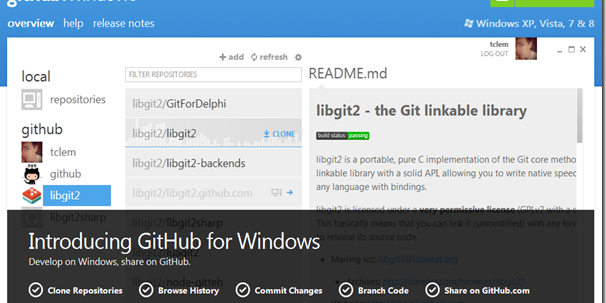 overview help release notes
Windows XP, Vista, 7 & 8
tclem
LOG OUT
add refresh
local
repositories
github
tclem
github
libgit2
libgit2sharp
FILTER REPOSITORIES
libgit2/GitForDelphi
libgit2/libgit2 CLONE
libgit2/libgit2-backends
libgit2/libgit2.github.com
libgit2/libgit2sharp
README.md
libgit2 - the Git linkable library
build status passing
libgit2 is a portable, pure C implementation of the Git core metho
linkable library with a solid API, allowing you to write native speed
any language with bindings.
libgit2 is licensed under a very permissive license (GPLv2 with a s
This basically means that you can link it (unmodified) with any kin
to release its source code.
Mailing list: libgit2@librelist.org
Introducing GitHub for Windows
Develop on Windows, share on GitHub.
Clone Repositories Browse History Commit Changes Branch Code Share on GitHub.com